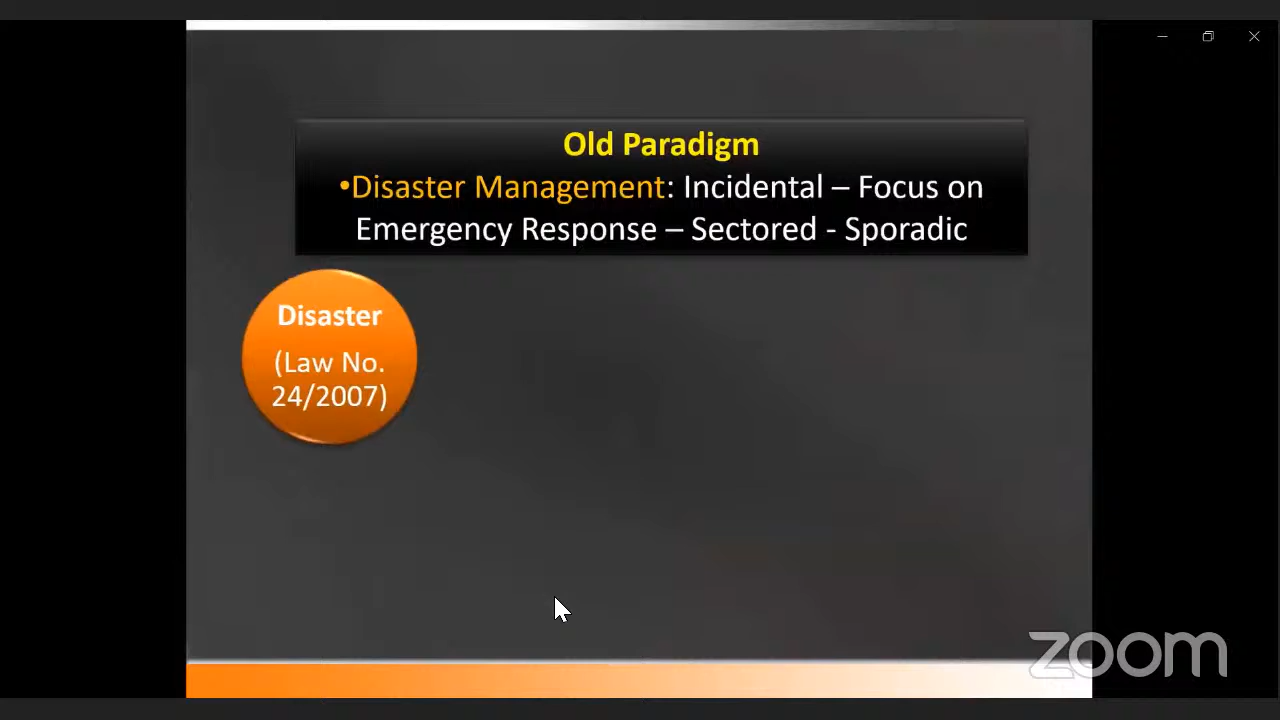 Old Paradigm
•Disaster Management: Incidental – Focus on
Emergency Response – Sectored - Sporadic
Disaster
(Law No.
24/2007)
zoom